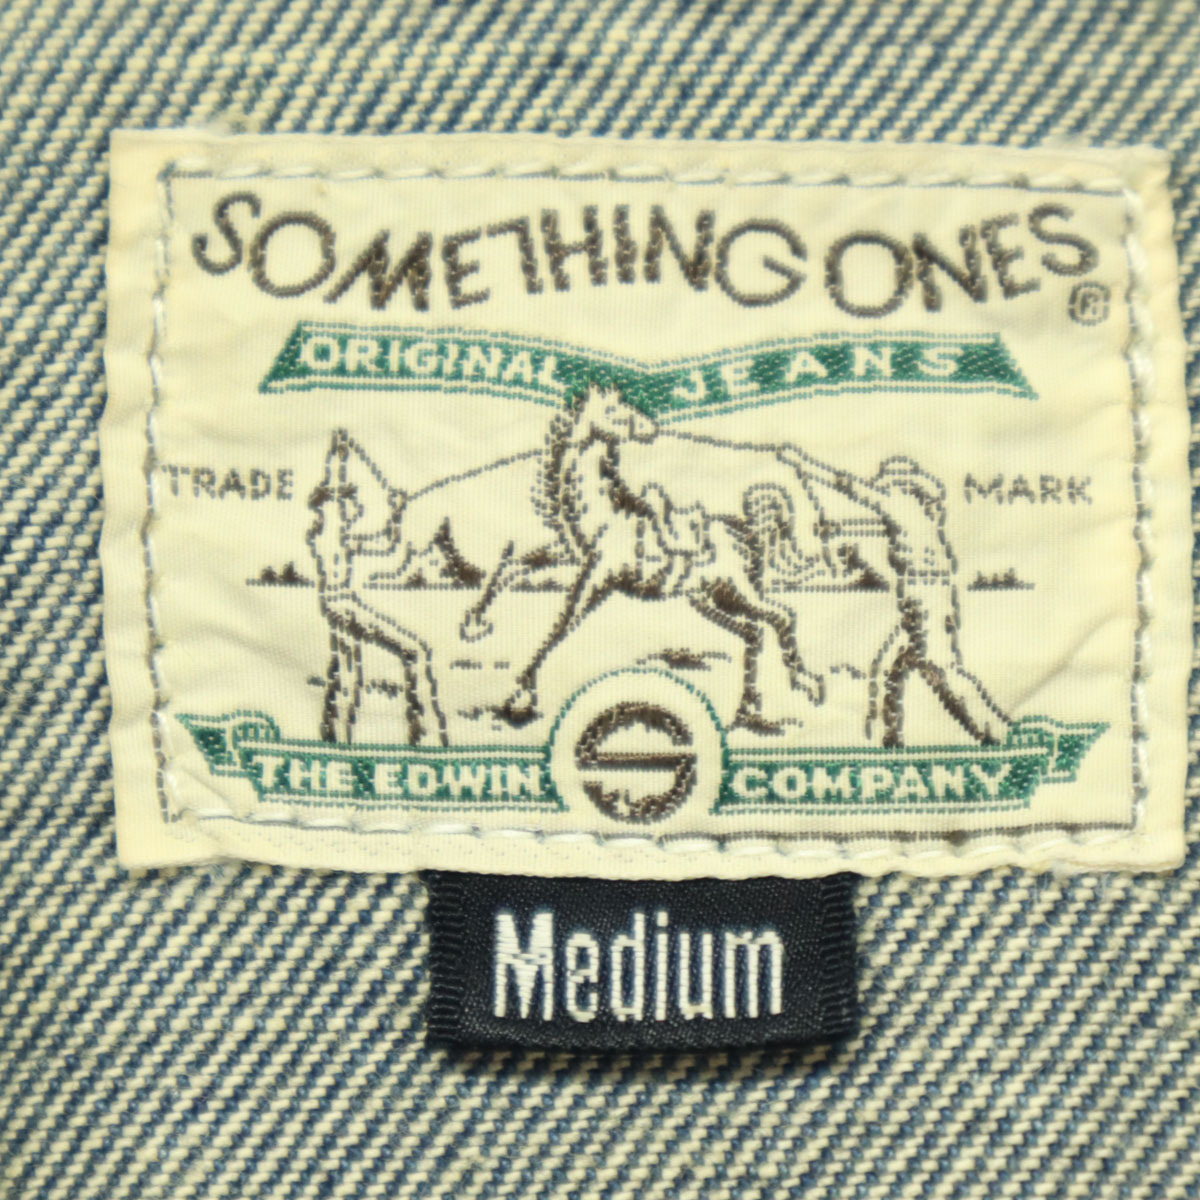 SOMETHING ONES
®
ORIGINAL JEANS
TRADE MARK
S
THE EDWIN COMPANY
Medium